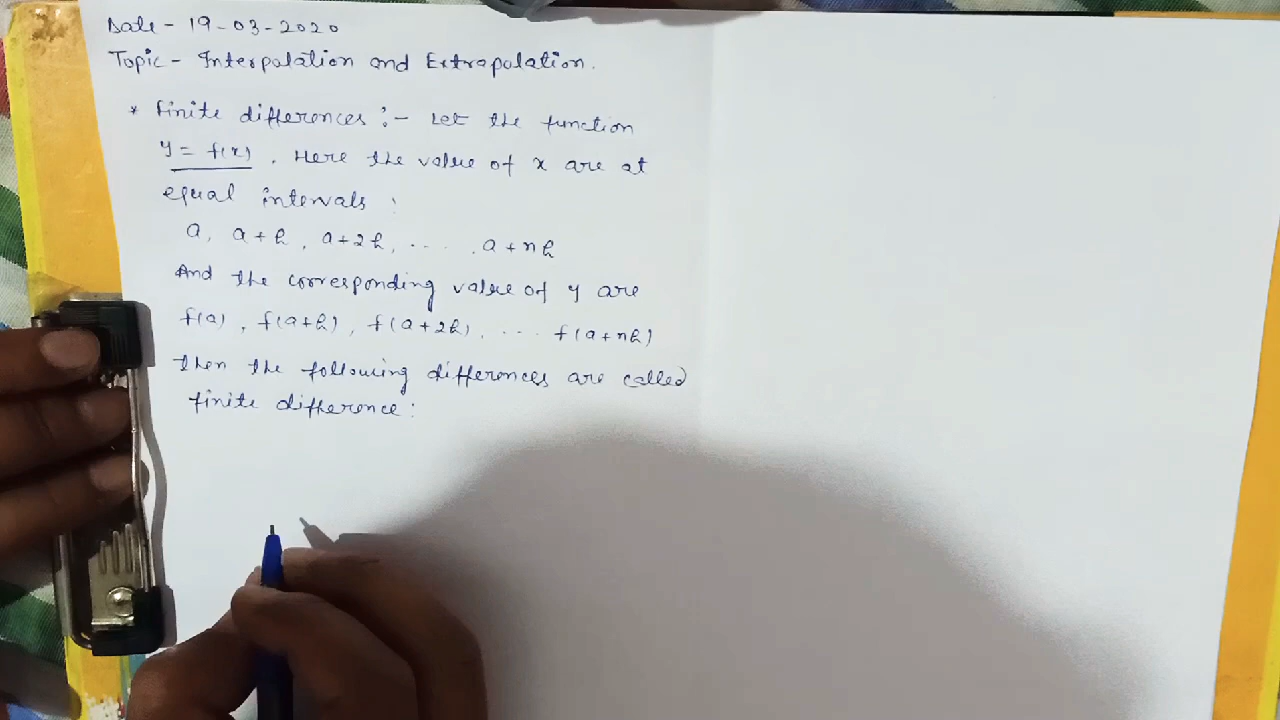 Date - 19-03-2020
Topic - Interpolation and Extrapolation.
* Finite differences :- Let the function
y = f(x) . Here the value of x are at
equal intervals :
a, a+h, a+2h, ..... a+nh
And the corresponding value of y are
f(a), f(a+h), f(a+2h), .... f(a+nh)
then the following differences are called
finite difference :